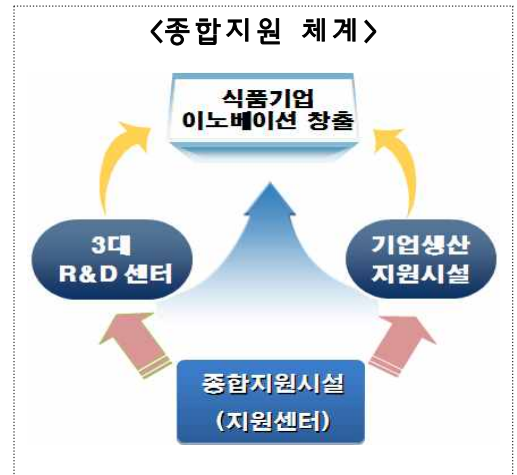 <종합지원 체계>
식품기업
이노베이션 창출
3대
R&D 센터
기업생산
지원시설
종합지원시설
(지원센터)